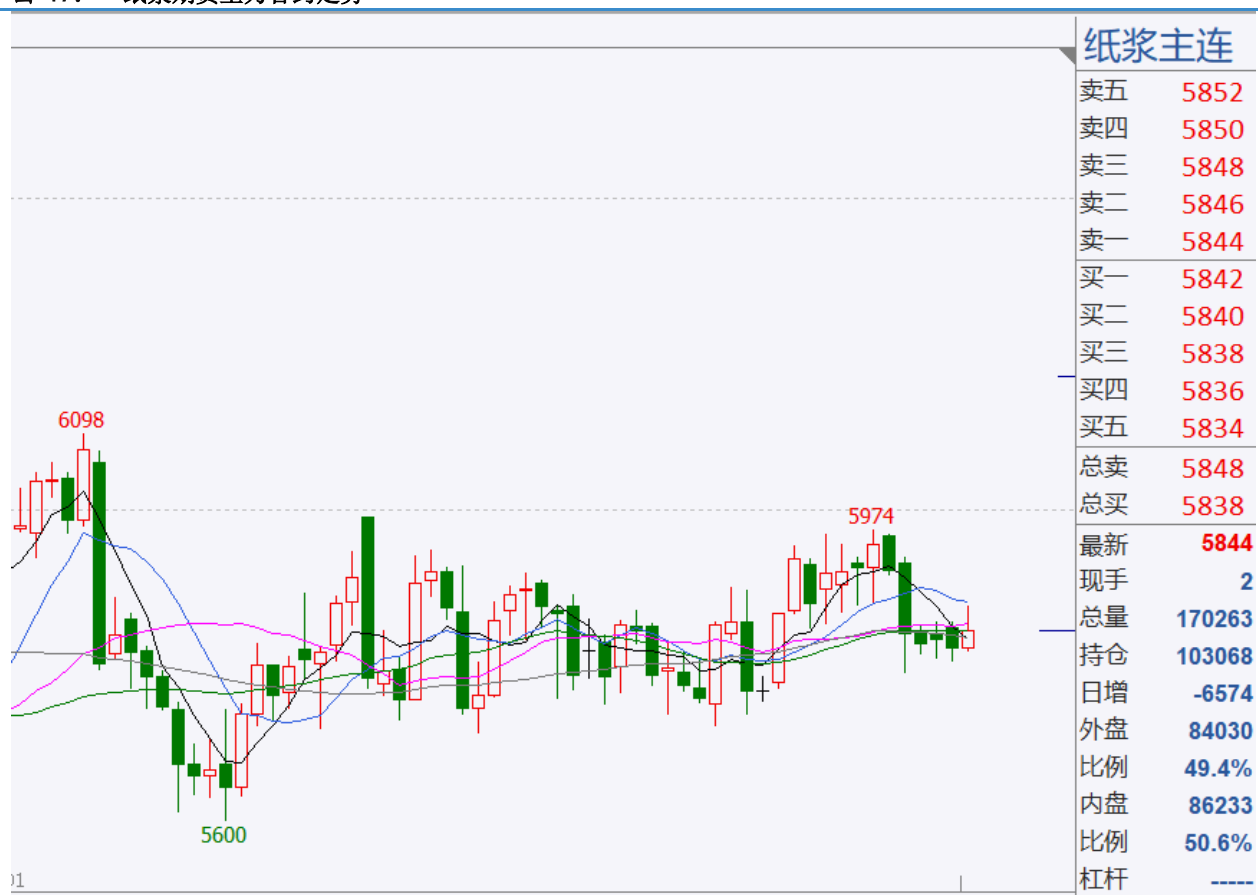 纸浆主连
卖五 5852
卖四 5850
卖三 5848
卖二 5846
卖一 5844
买一 5842
买二 5840
买三 5838
买四 5836
买五 5834
总卖 5848
总买 5838
最新 5844
现手 2
总量 170263
持仓 103068
日增 -6574
外盘 84030
比例 49.4%
内盘 86233
比例 50.6%
杠杆 -----
6098
5974
5600